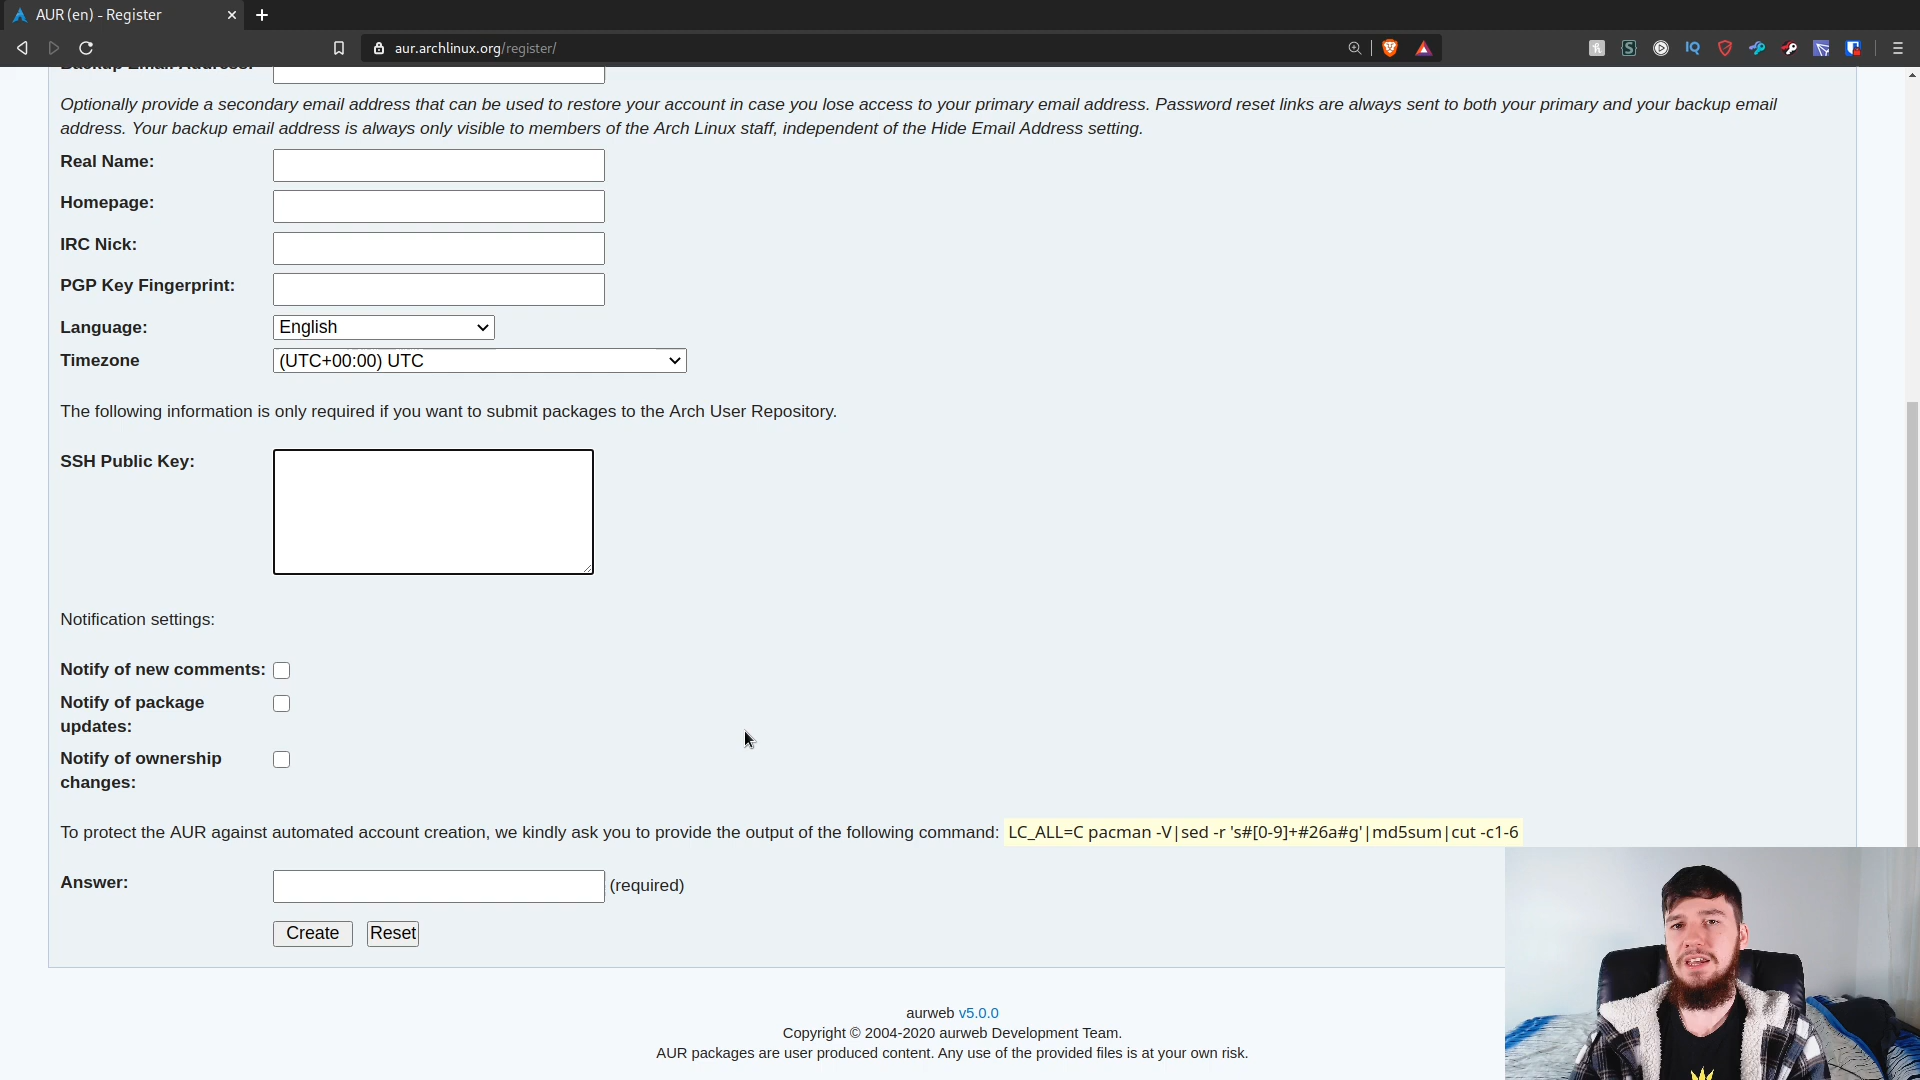 AUR (en) - Register
aur.archlinux.org/register/
Backup Email Address:
Optionally provide a secondary email address that can be used to restore your account in case you lose access to your primary email address. Password reset links are always sent to both your primary and your backup email
address. Your backup email address is always only visible to members of the Arch Linux staff, independent of the Hide Email Address setting.
Real Name:
Homepage:
IRC Nick:
PGP Key Fingerprint:
Language: English
Timezone (UTC+00:00) UTC
The following information is only required if you want to submit packages to the Arch User Repository.
SSH Public Key:
Notification settings:
Notify of new comments:
Notify of package
updates:
Notify of ownership
changes:
To protect the AUR against automated account creation, we kindly ask you to provide the output of the following command: LC_ALL=C pacman -V|sed -r 's#[0-9]+#26a#g'|md5sum|cut -c1-6
Answer: (required)
Create Reset
aurweb v5.0.0
Copyright © 2004-2020 aurweb Development Team.
AUR packages are user produced content. Any use of the provided files is at your own risk.